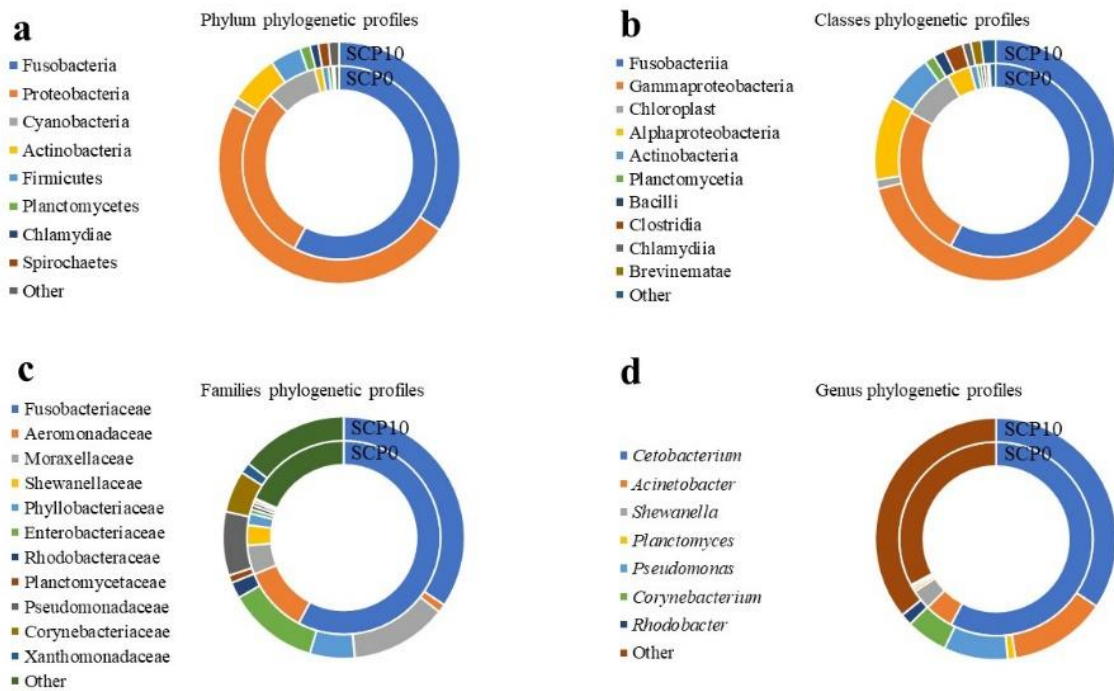 a
Phylum phylogenetic profiles
Fusobacteria
Proteobacteria
Cyanobacteria
Actinobacteria
Firmicutes
Planctomycetes
Chlamydiae
Spirochaetes
Other
SCP10
SCP0
b
Classes phylogenetic profiles
Fusobacteriia
Gammaproteobacteria
Chloroplast
Alphaproteobacteria
Actinobacteria
Planctomycetia
Bacilli
Clostridia
Chlamydiia
Brevinematae
Other
SCP10
SCP0
c
Families phylogenetic profiles
Fusobacteriaceae
Aeromonadaceae
Moraxellaceae
Shewanellaceae
Phyllobacteriaceae
Enterobacteriaceae
Rhodobacteraceae
Planctomycetaceae
Pseudomonadaceae
Corynebacteriaceae
Xanthomonadaceae
Other
SCP10
SCP0
d
Genus phylogenetic profiles
Cetobacterium
Acinetobacter
Shewanella
Planctomyces
Pseudomonas
Corynebacterium
Rhodobacter
Other
SCP10
SCP0